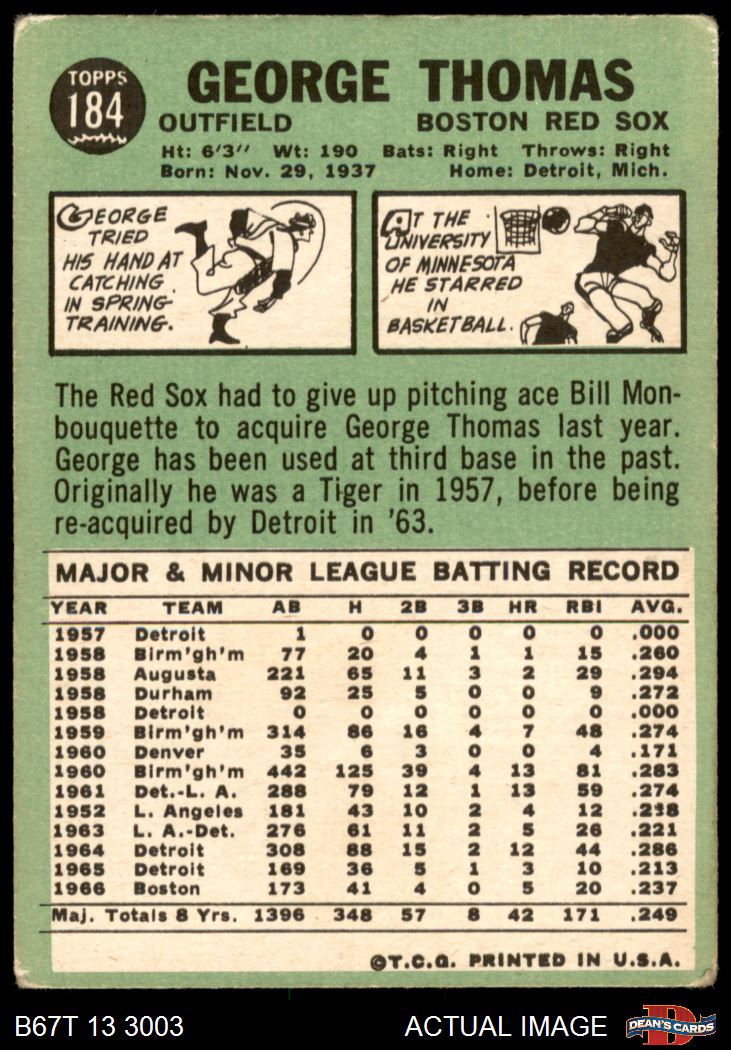 TOPPS
184
GEORGE THOMAS
OUTFIELD BOSTON RED SOX
Ht: 6'3" Wt: 190 Bats: Right Throws: Right
Born: Nov. 29, 1937 Home: Detroit, Mich.
GEORGE
TRIED
HIS HAND AT
CATCHING
IN SPRING
TRAINING.
AT THE
UNIVERSITY
OF MINNESOTA
HE STARRED
IN
BASKETBALL.
The Red Sox had to give up pitching ace Bill Mon-
bouquette to acquire George Thomas last year.
George has been used at third base in the past.
Originally he was a Tiger in 1957, before being
re-acquired by Detroit in '63.
MAJOR & MINOR LEAGUE BATTING RECORD
YEAR TEAM AB H 2B 3B HR RBI AVG.
1957 Detroit 1 0 0 0 0 0 .000
1958 Birm'gh'm 77 20 4 1 1 15 .260
1958 Augusta 221 65 11 3 2 29 .294
1958 Durham 92 25 5 0 0 9 .272
1958 Detroit 0 0 0 0 0 0 .000
1959 Birm'gh'm 314 86 16 4 7 48 .274
1960 Denver 35 6 3 0 0 4 .171
1960 Birm'gh'm 442 125 39 4 13 81 .283
1961 Det.-L. A. 288 79 12 1 13 59 .274
1952 L. Angeles 181 43 10 2 4 12 .238
1963 L. A.-Det. 276 61 11 2 5 26 .221
1964 Detroit 308 88 15 2 12 44 .286
1965 Detroit 169 36 5 1 3 10 .213
1966 Boston 173 41 4 0 5 20 .237
Maj. Totals 8 Yrs. 1396 348 57 8 42 171 .249
©T.C.G. PRINTED IN U.S.A.
B67T 13 3003 ACTUAL IMAGE DEAN'S CARDS